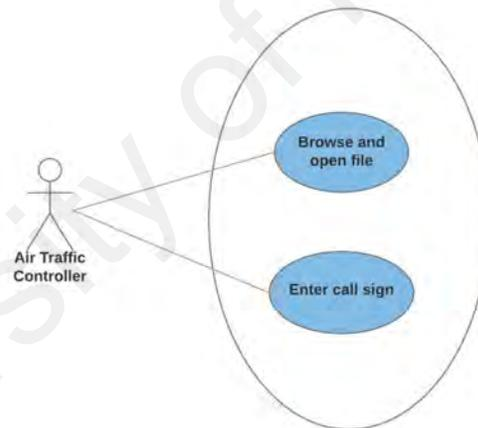 Browse and
open file
Air Traffic
Controller
Enter call sign